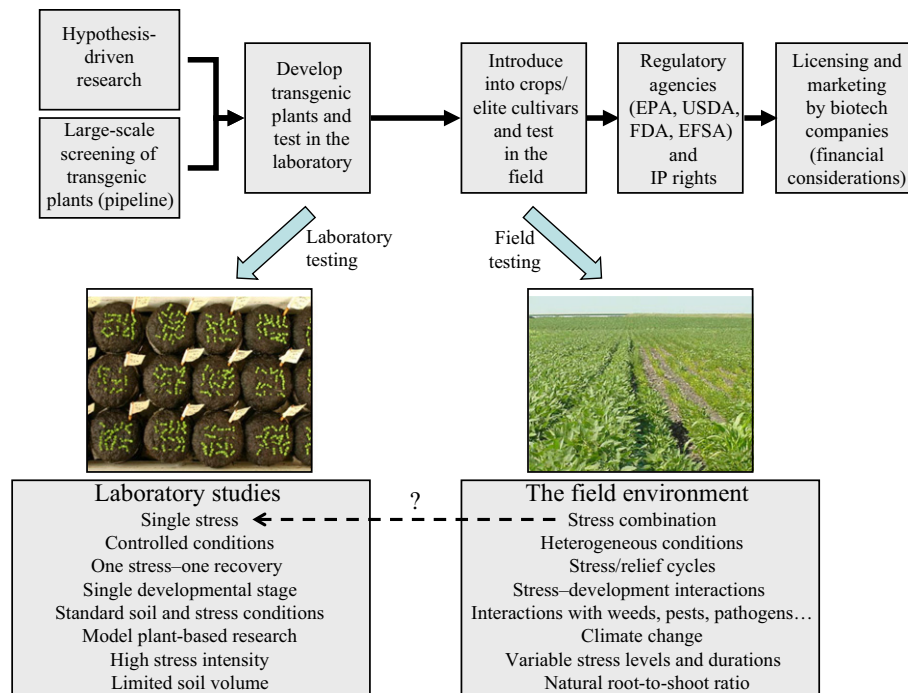 Hypothesis-
driven
research
Large-scale
screening of
transgenic
plants (pipeline)
Develop
transgenic
plants and
test in the
laboratory
Introduce
into crops/
elite cultivars
and test
in the
field
Regulatory
agencies
(EPA, USDA,
FDA, EFSA)
and
IP rights
Licensing and
marketing
by biotech
companies
(financial
considerations)
Laboratory
testing
Field
testing
Laboratory studies
Single stress
Controlled conditions
One stress–one recovery
Single developmental stage
Standard soil and stress conditions
Model plant-based research
High stress intensity
Limited soil volume
?
The field environment
Stress combination
Heterogeneous conditions
Stress/relief cycles
Stress–development interactions
Interactions with weeds, pests, pathogens…
Climate change
Variable stress levels and durations
Natural root-to-shoot ratio